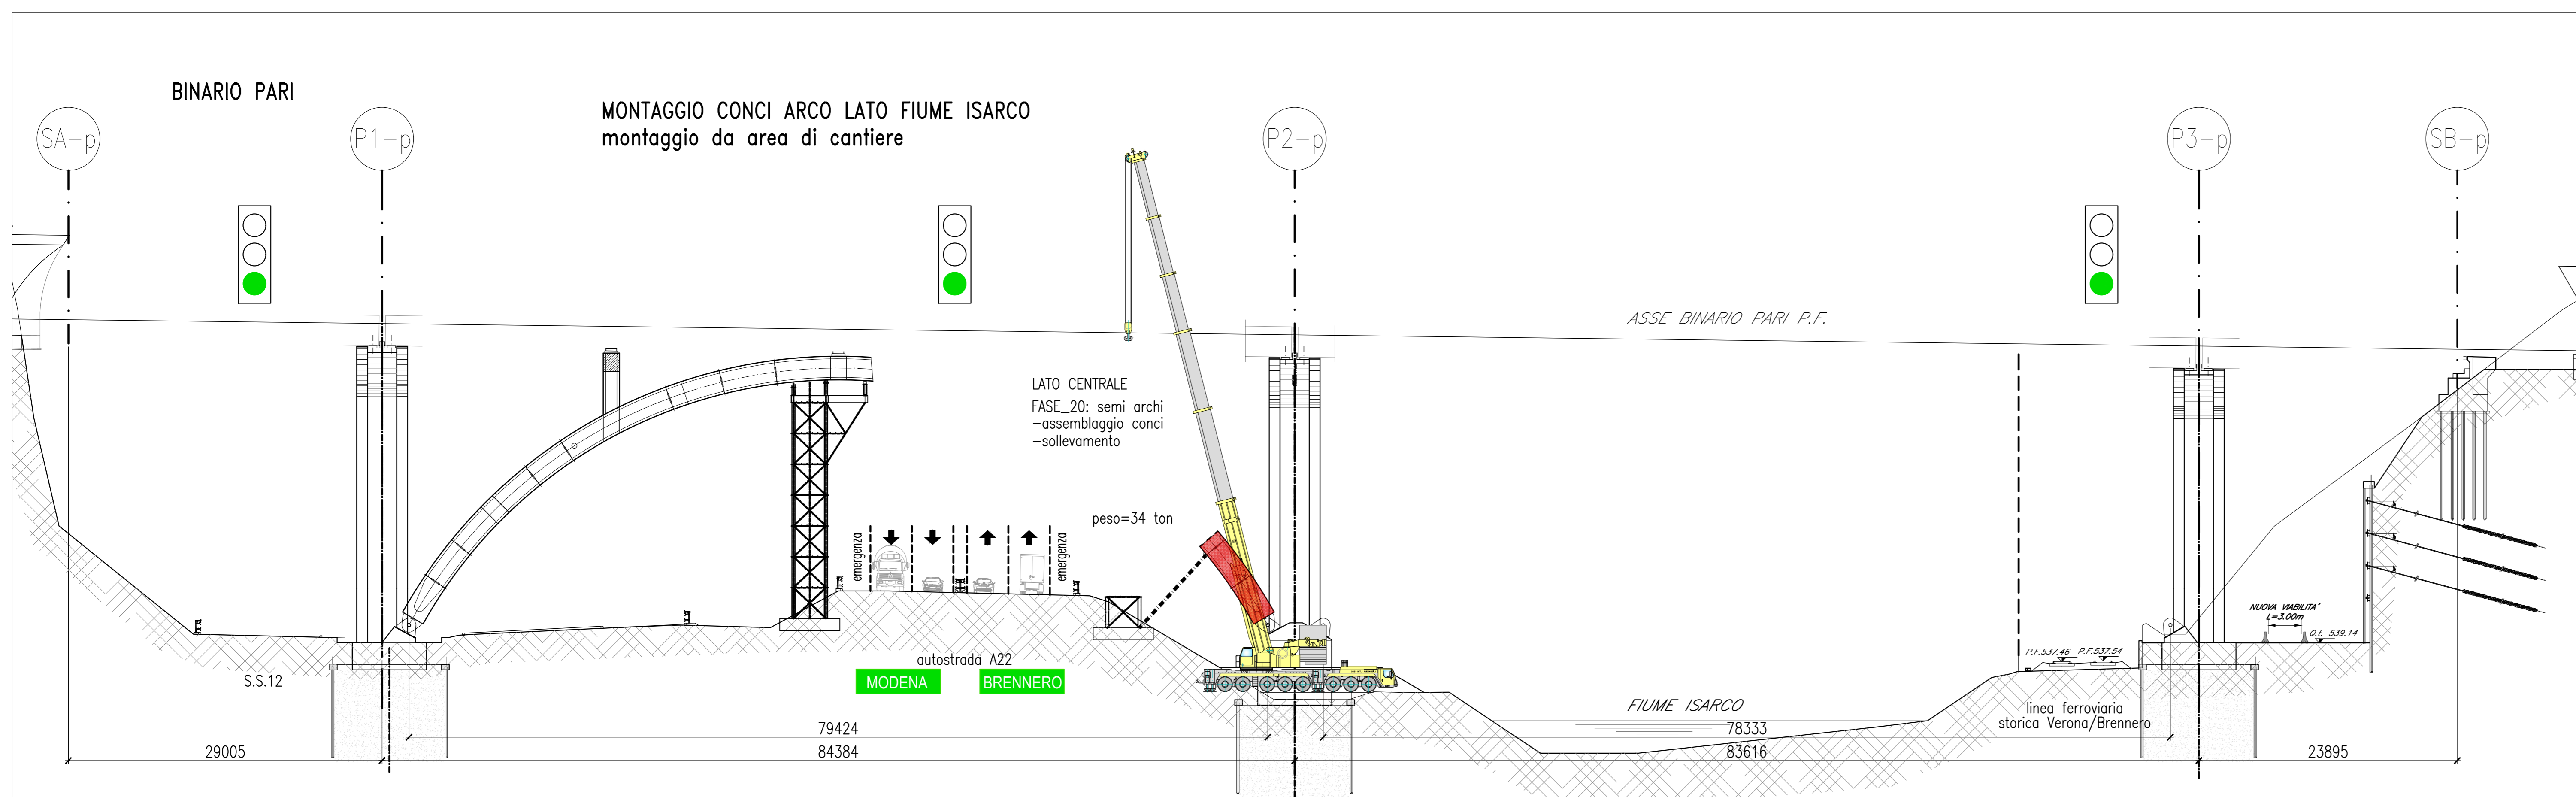 BINARIO PARI
MONTAGGIO CONCI ARCO LATO FIUME ISARCO
montaggio da area di cantiere
SA-p
P1-p
P2-p
P3-p
SB-p
ASSE BINARIO PARI P.F.
LATO CENTRALE
FASE_20: semi archi
-assemblaggio conci
-sollevamento
peso=34 ton
emergenza
emergenza
NUOVA VIABILITA'
L=3.00m
Q.t. 539.14
P.F.537.46
P.F.537.54
autostrada A22
MODENA
BRENNERO
S.S.12
FIUME ISARCO
linea ferroviaria
storica Verona/Brennero
79424
78333
29005
84384
83616
23895